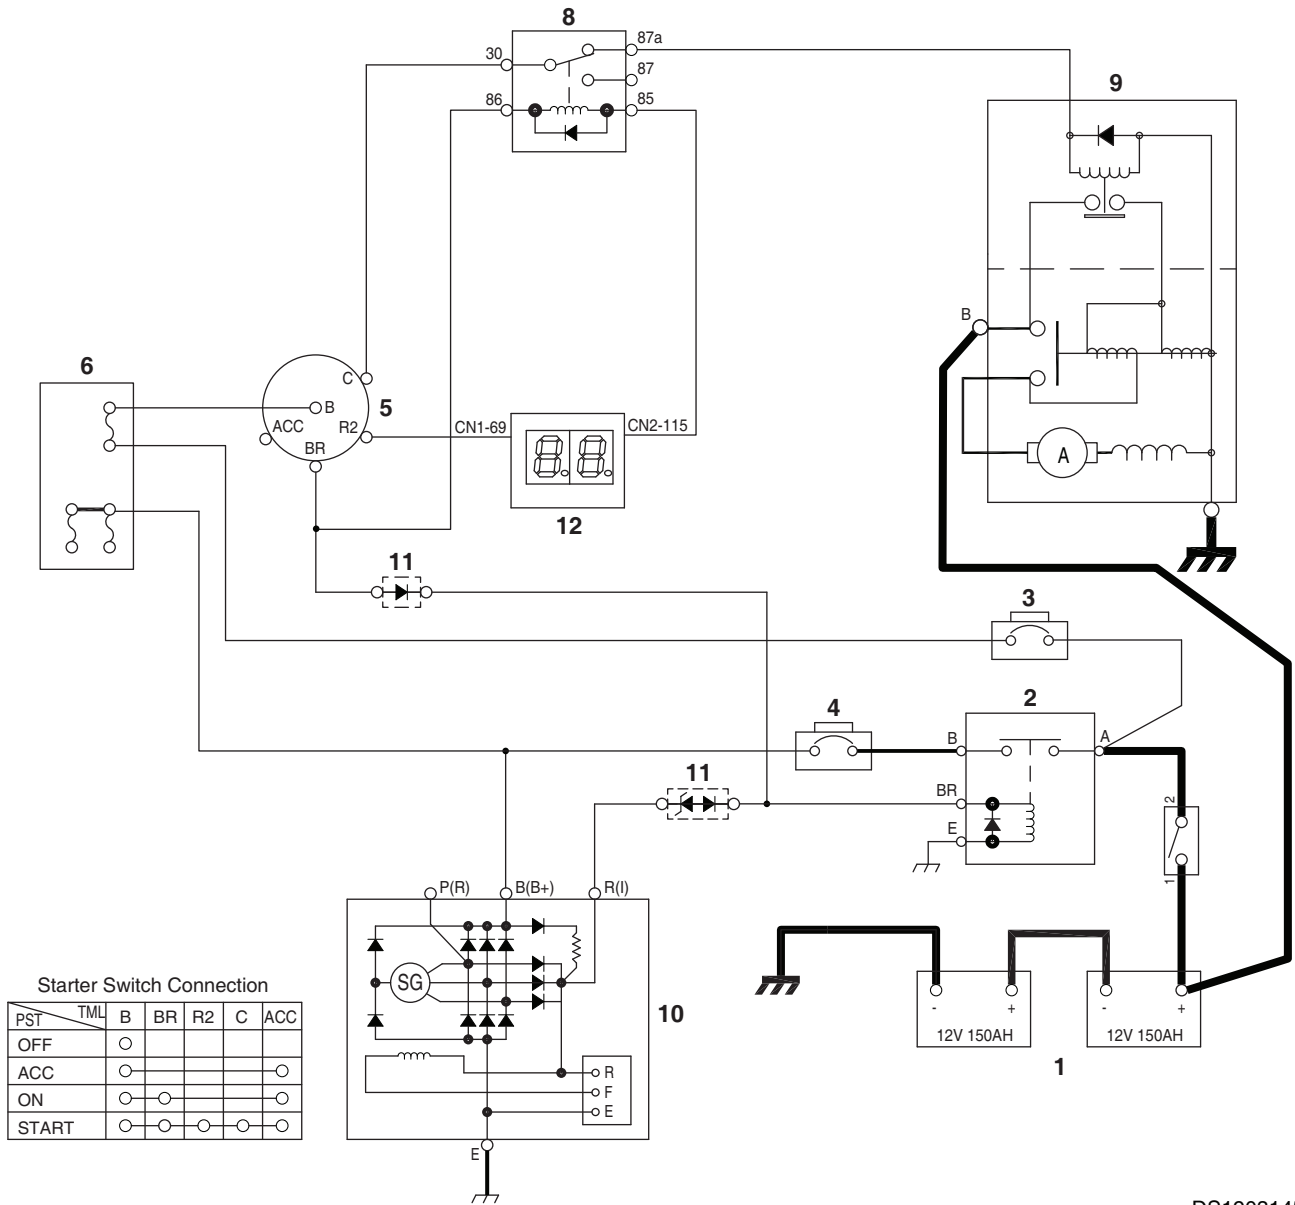 8
30
87a
87
86
85
9
B
6
C
B
5
ACC
R2
BR
CN1-69
CN2-115
12
11
3
2
4
B
A
11
BR
E
2
1
P(R)
B(B+)
R(I)
SG
10
R
F
E
E
A
- +
- +
12V 150AH
12V 150AH
1
Starter Switch Connection
PST TML B BR R2 C ACC
OFF
ACC
ON
START